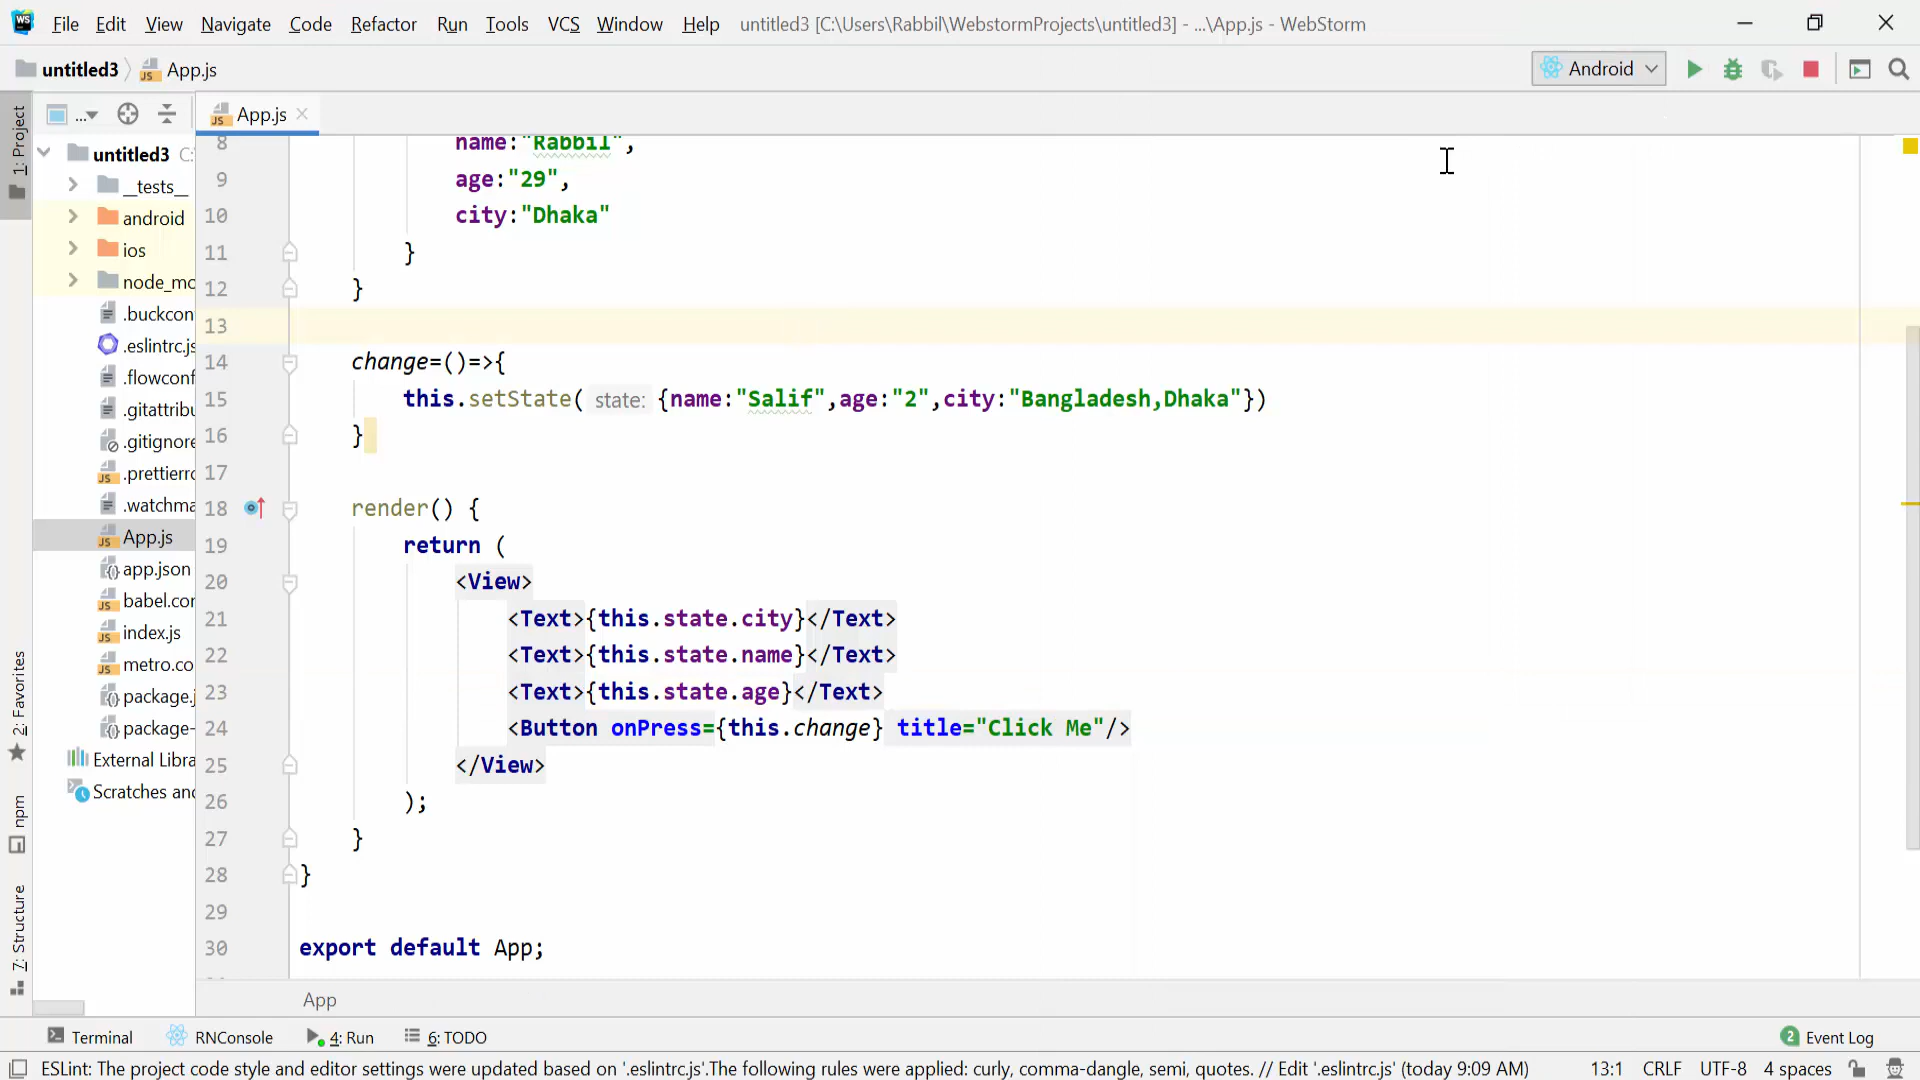 File Edit View Navigate Code Refactor Run Tools VCS Window Help untitled3 [C:\Users\Rabbil\WebstormProjects\untitled3] - ...\App.js - WebStorm
untitled3 App.js Android
1: Project
...
App.js
untitled3 C:
__tests__
android
ios
node_mo
.buckcon
.eslintrc.js
.flowconf
.gitattribu
.gitignore
.prettierrc
.watchma
App.js
app.json
babel.con
index.js
metro.co
package.j
package-
External Libra
Scratches and
2: Favorites
npm
7: Structure
8 name:"Rabbil",
9 age:"29",
10 city:"Dhaka"
11 }
12 }
13
14 change=()=>{
15 this.setState( state: {name:"Salif",age:"2",city:"Bangladesh,Dhaka"})
16 }
17
18 render() {
19 return (
20 <View>
21 <Text>{this.state.city}</Text>
22 <Text>{this.state.name}</Text>
23 <Text>{this.state.age}</Text>
24 <Button onPress={this.change} title="Click Me"/>
25 </View>
26 );
27 }
28 }
29
30 export default App;
App
Terminal RNConsole 4: Run 6: TODO 2 Event Log
ESLint: The project code style and editor settings were updated based on '.eslintrc.js'.The following rules were applied: curly, comma-dangle, semi, quotes. // Edit '.eslintrc.js' (today 9:09 AM) 13:1 CRLF UTF-8 4 spaces